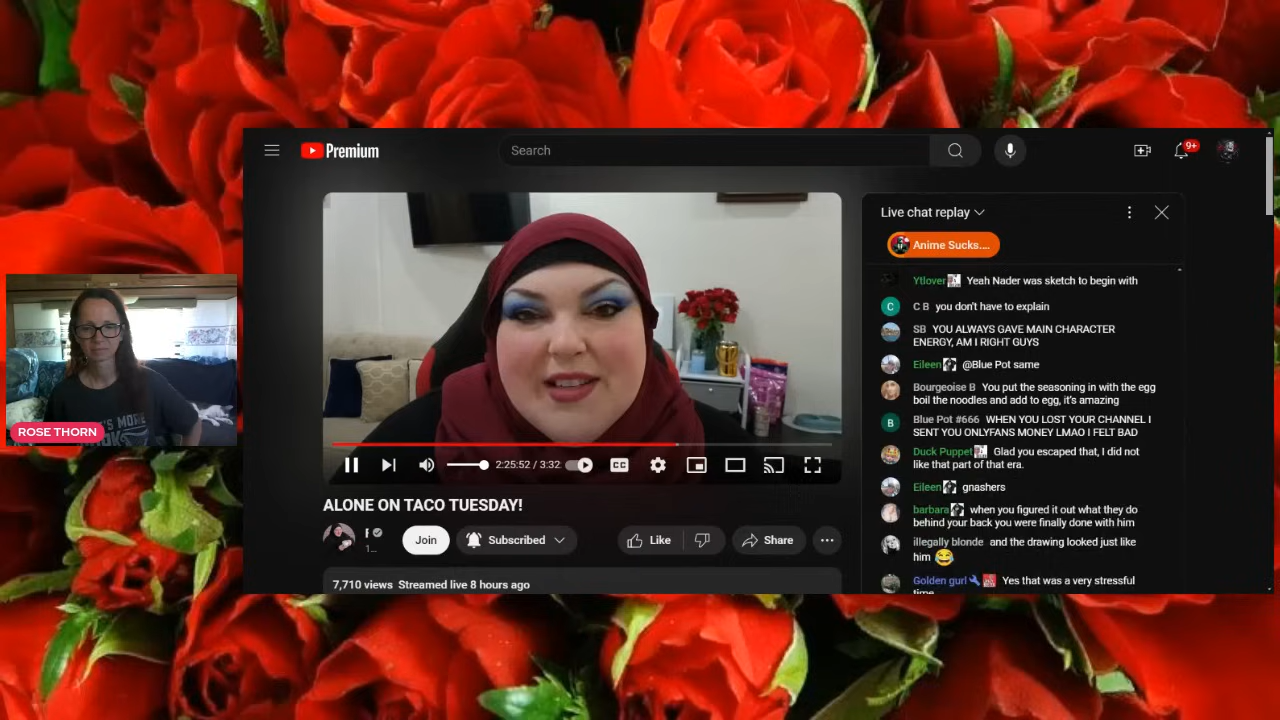 Premium
Search
9+
Live chat replay
Anime Sucks....
Ytlover Yeah Nader was sketch to begin with
C B you don't have to explain
SB YOU ALWAYS GAVE MAIN CHARACTER
ENERGY, AM I RIGHT GUYS
Eileen @Blue Pot same
Bourgeoise B You put the seasoning in with the egg
boil the noodles and add to egg, it's amazing
Blue Pot #666 WHEN YOU LOST YOUR CHANNEL I
SENT YOU ONLYFANS MONEY LMAO I FELT BAD
Duck Puppet Glad you escaped that, I did not
like that part of that era.
Eileen gnashers
barbara when you figured it out what they do
behind your back you were finally done with him
illegally blonde and the drawing looked just like
him
Golden gurl Yes that was a very stressful
time
2:25:52 / 3:32
CC
ALONE ON TACO TUESDAY!
Join
Subscribed
Like
Share
7,710 views Streamed live 8 hours ago
ROSE THORN